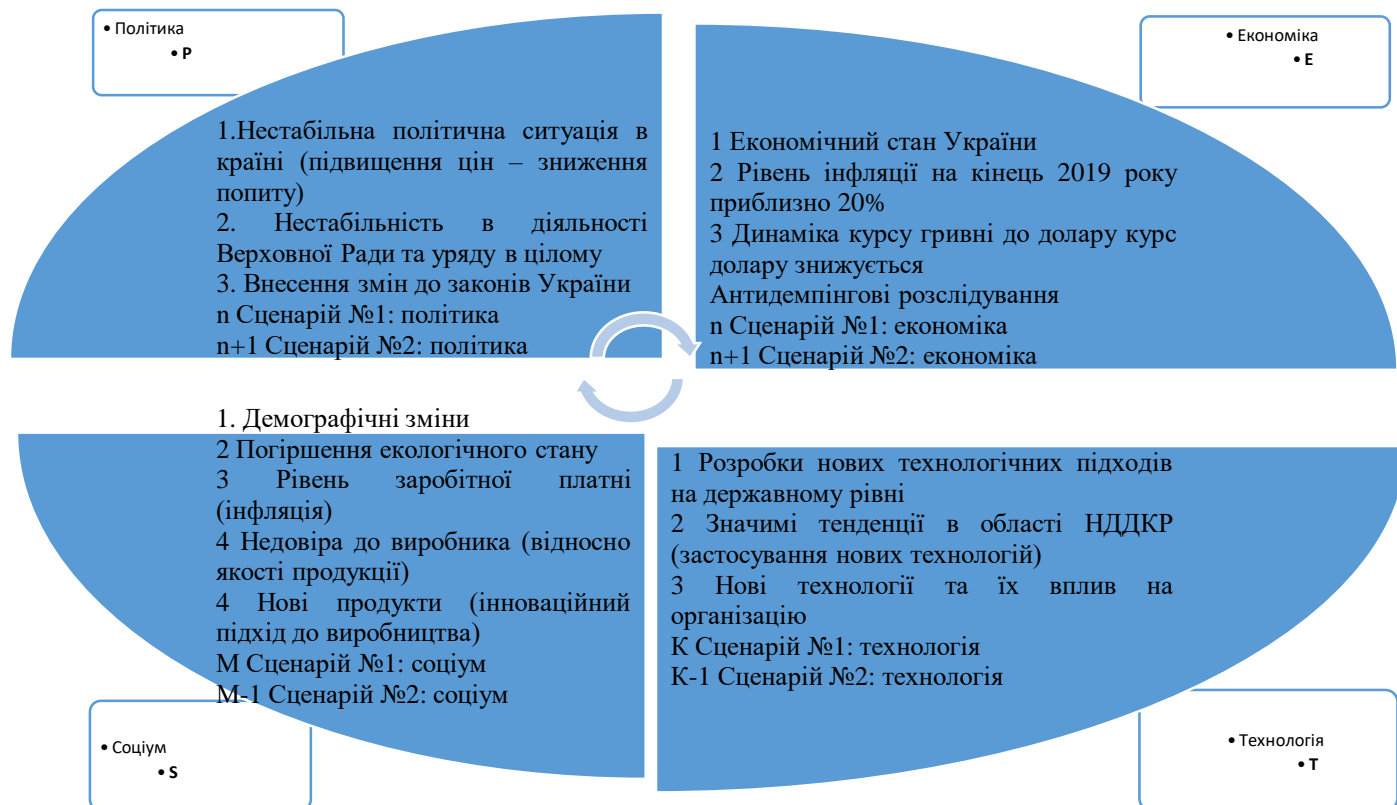 • Політика
• P
1.Нестабільна політична ситуація в
країні (підвищення цін – зниження
попиту)
2. Нестабільність в діяльності
Верховної Ради та уряду в цілому
3. Внесення змін до законів України
n Сценарій №1: політика
n+1 Сценарій №2: політика
• Економіка
• E
1 Економічний стан України
2 Рівень інфляції на кінець 2019 року
приблизно 20%
3 Динаміка курсу гривні до долару курс
долару знижується
Антидемпінгові розслідування
n Сценарій №1: економіка
n+1 Сценарій №2: економіка
1. Демографічні зміни
2 Погіршення екологічного стану
3 Рівень заробітної платні
(інфляція)
4 Недовіра до виробника (відносно
якості продукції)
4 Нові продукти (інноваційний
підхід до виробництва)
М Сценарій №1: соціум
М-1 Сценарій №2: соціум
• Соціум
• S
1 Розробки нових технологічних підходів
на державному рівні
2 Значимі тенденції в області НДДКР
(застосування нових технологій)
3 Нові технології та їх вплив на
організацію
К Сценарій №1: технологія
К-1 Сценарій №2: технологія
• Технологія
• T